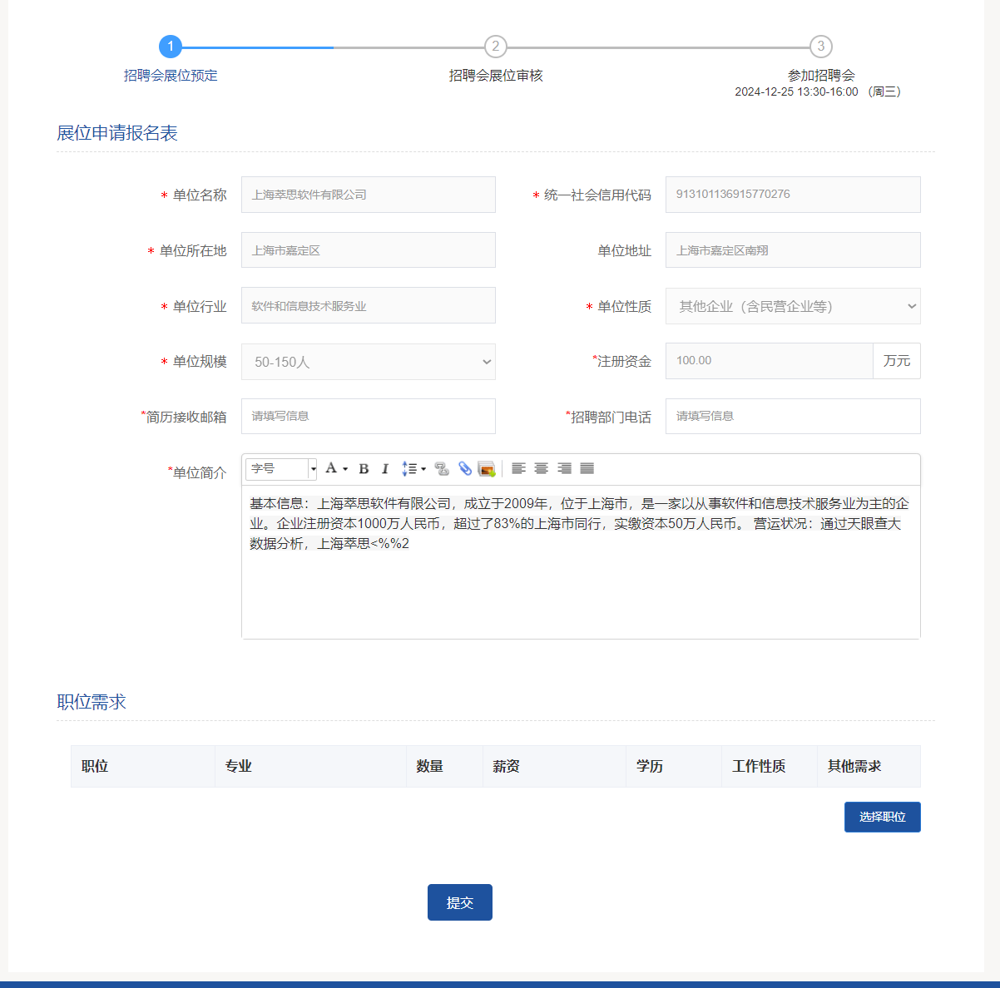 1 2 3
招聘会展位预定 招聘会展位审核 参加招聘会
2024-12-25 13:30-16:00 （周三）
展位申请报名表
* 单位名称 上海萃思软件有限公司 * 统一社会信用代码 913101136915770276
* 单位所在地 上海市嘉定区 单位地址 上海市嘉定区南翔
* 单位行业 软件和信息技术服务业 * 单位性质 其他企业（含民营企业等）
* 单位规模 50-150人 *注册资金 100.00 万元
*简历接收邮箱 请填写信息 *招聘部门电话 请填写信息
*单位简介 字号 A B I
基本信息：上海萃思软件有限公司，成立于2009年，位于上海市，是一家以从事软件和信息技术服务业为主的企
业。企业注册资本1000万人民币，超过了83%的上海市同行，实缴资本50万人民币。 营运状况：通过天眼查大
数据分析，上海萃思<%%2
职位需求
职位 专业 数量 薪资 学历 工作性质 其他需求
选择职位
提交